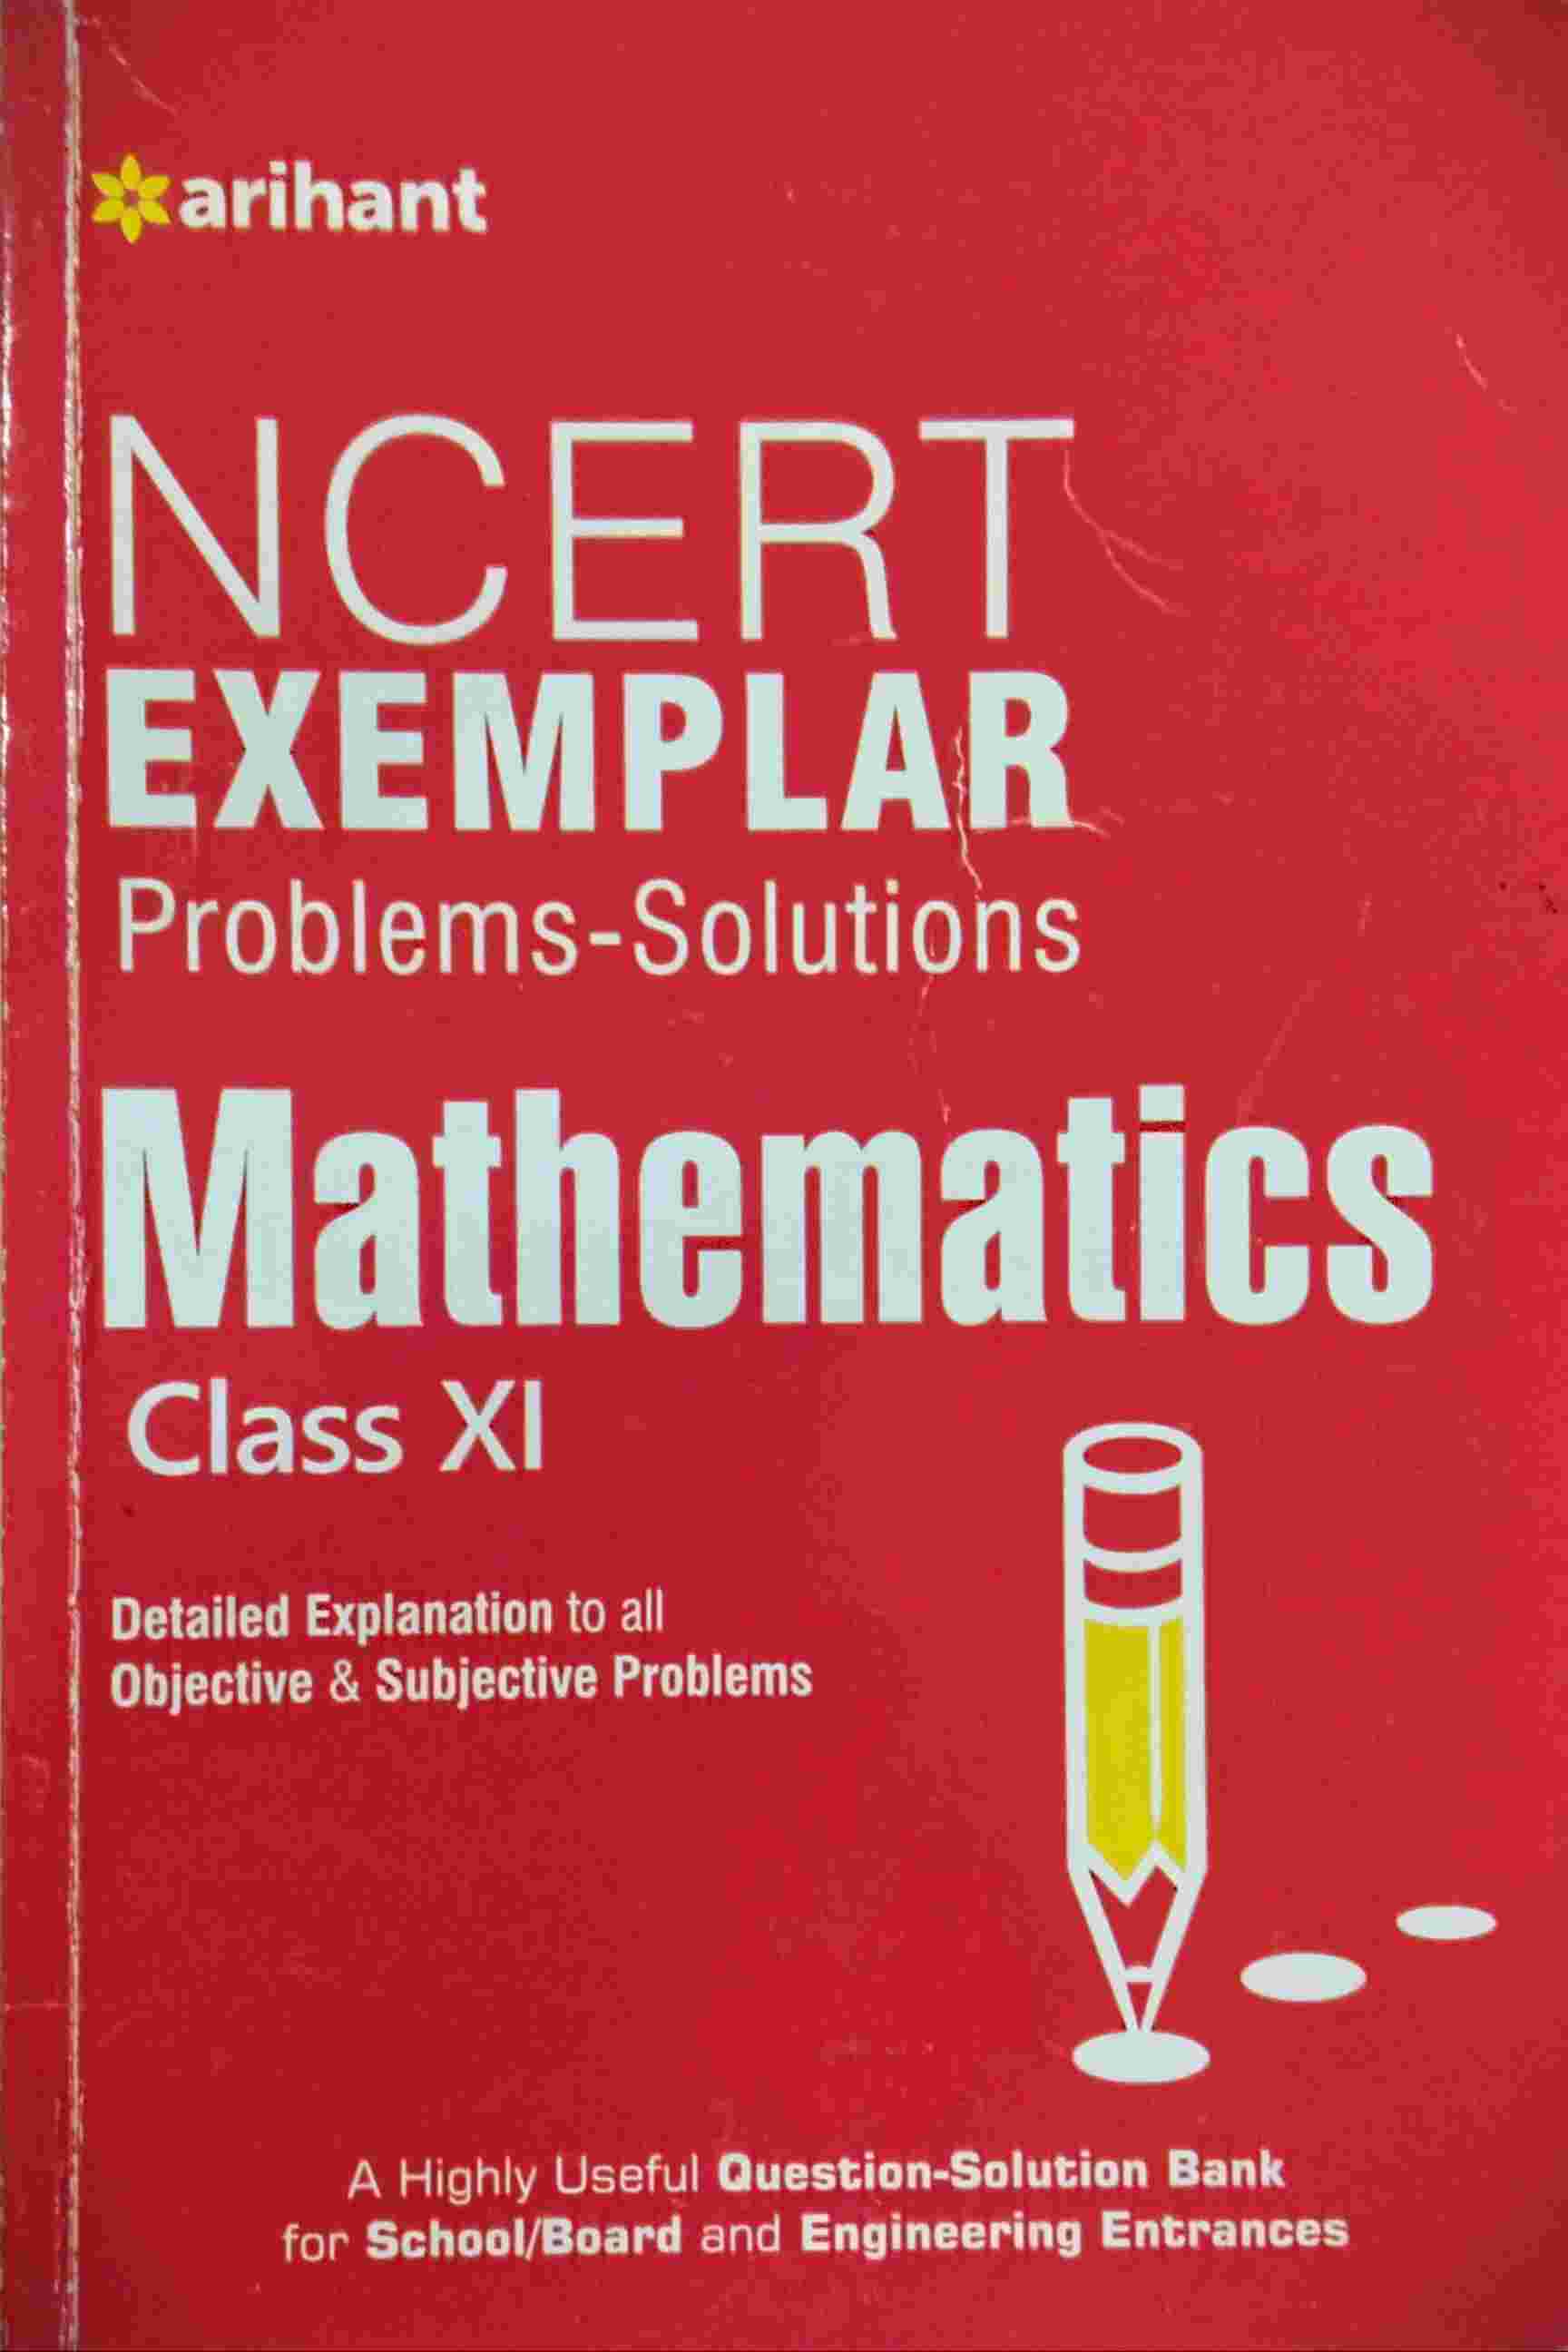 arihant
NCERT
EXEMPLAR
Problems-Solutions
Mathematics
Class XI
Detailed Explanation to all
Objective & Subjective Problems
A Highly Useful Question-Solution Bank
for School/Board and Engineering Entrances